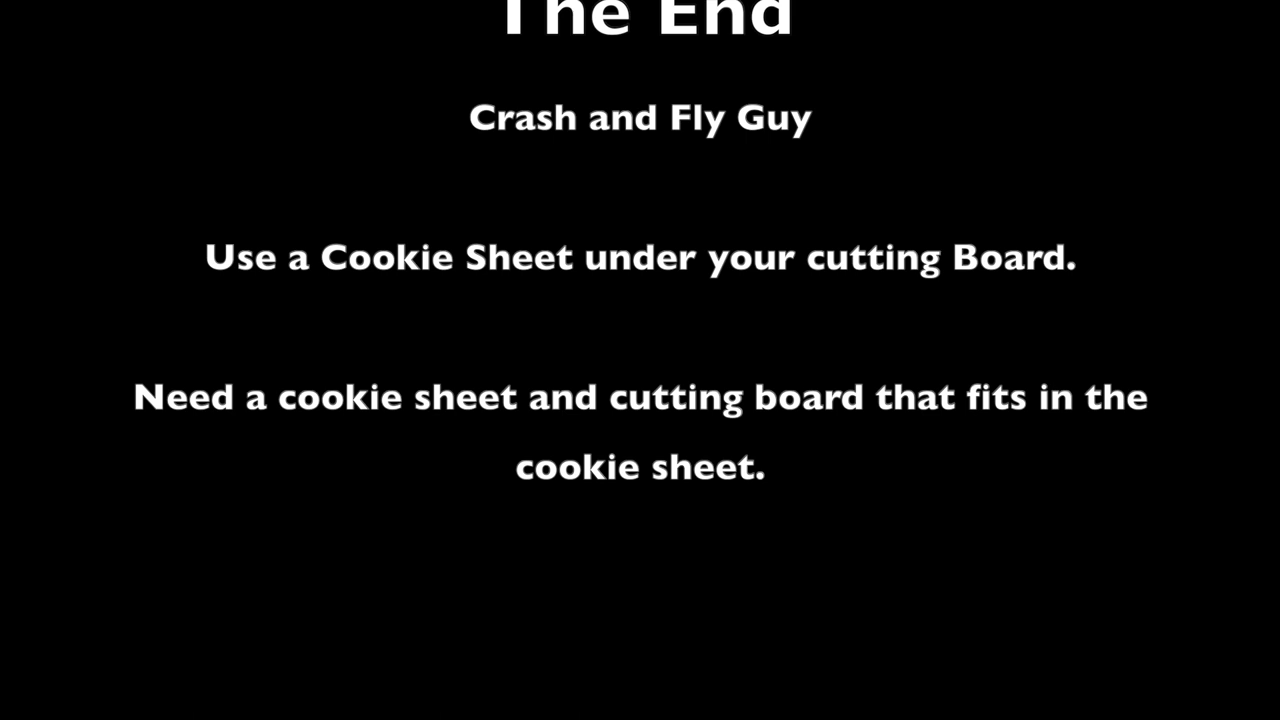 The End
Crash and Fly Guy
Use a Cookie Sheet under your cutting Board.
Need a cookie sheet and cutting board that fits in the
cookie sheet.